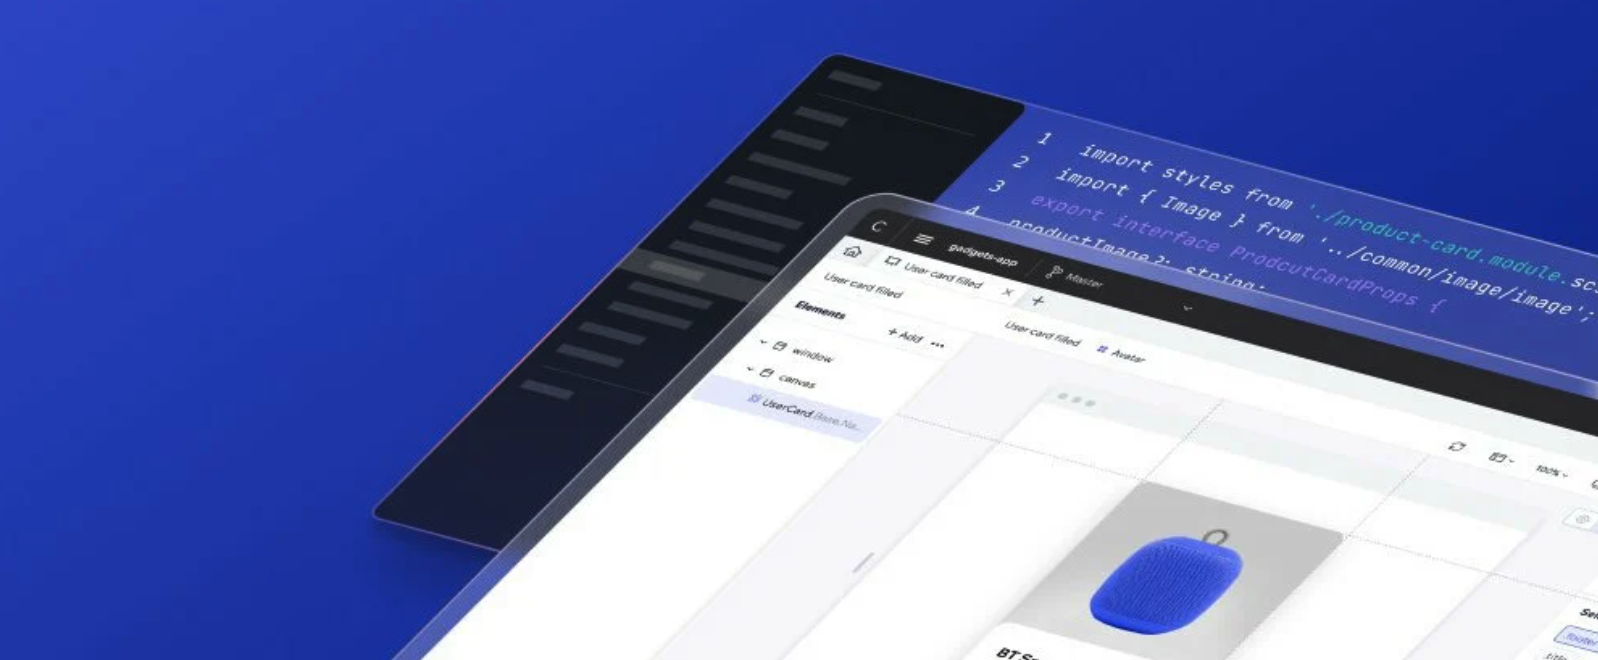 1 import styles from './product-card.module.sc
2 import { Image } from '../common/image/image';
3 export interface ProdcutCardProps {
4 productImage?: string;
gadgets-app Master
User card filled
User card filled
User card filled Avatar
Elements
+ Add
window
canvas
UserCard.Base.Na...
100%
BT